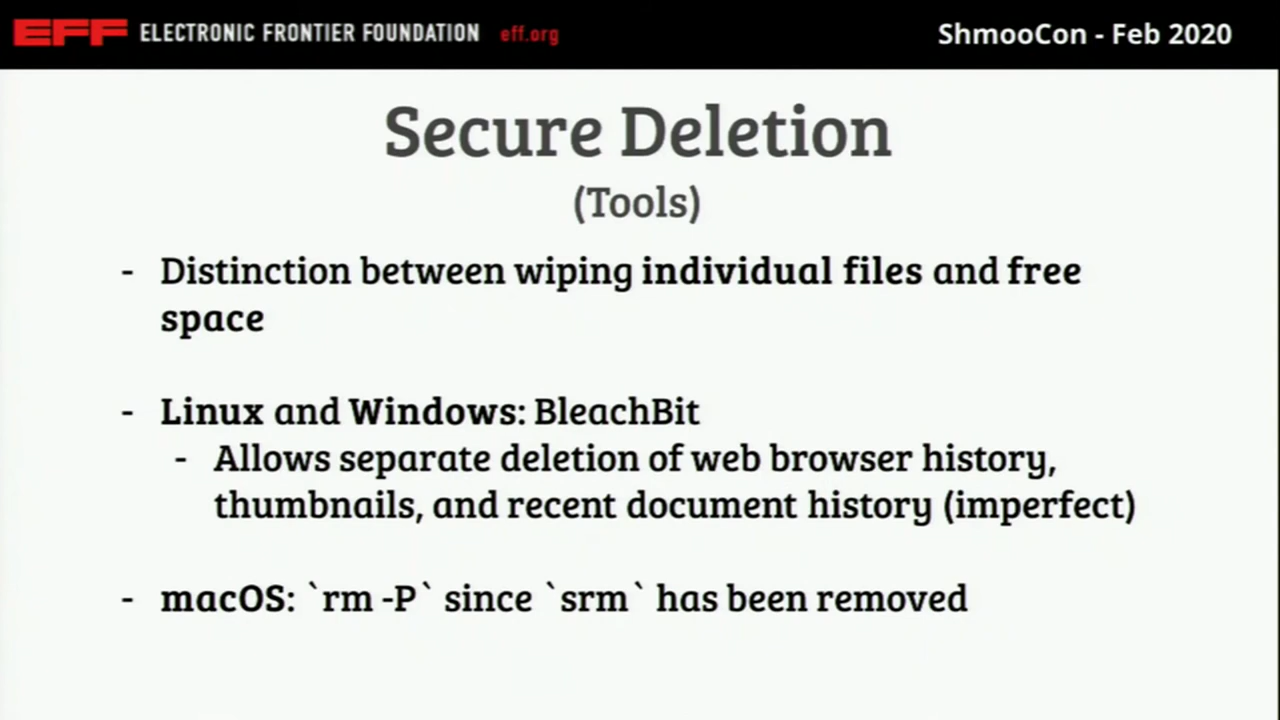 EFF ELECTRONIC FRONTIER FOUNDATION eff.org
ShmooCon - Feb 2020
Secure Deletion
(Tools)
- Distinction between wiping individual files and free
space
- Linux and Windows: BleachBit
- Allows separate deletion of web browser history,
thumbnails, and recent document history (imperfect)
- macOS: `rm -P` since `srm` has been removed